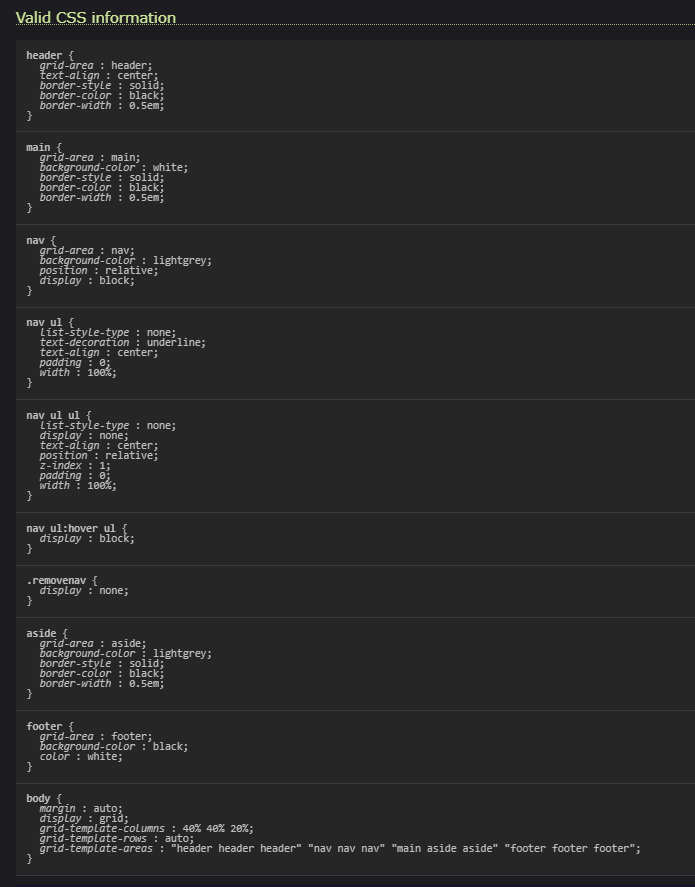 Valid CSS information
header {
grid-area : header;
text-align : center;
border-style : solid;
border-color : black;
border-width : 0.5em;
}
main {
grid-area : main;
background-color : white;
border-style : solid;
border-color : black;
border-width : 0.5em;
}
nav {
grid-area : nav;
background-color : lightgrey;
position : relative;
display : block;
}
nav ul {
list-style-type : none;
text-decoration : underline;
text-align : center;
padding : 0;
width : 100%;
}
nav ul ul {
list-style-type : none;
display : none;
text-align : center;
position : relative;
z-index : 1;
padding : 0;
width : 100%;
}
nav ul:hover ul {
display : block;
}
.removenav {
display : none;
}
aside {
grid-area : aside;
background-color : lightgrey;
border-style : solid;
border-color : black;
border-width : 0.5em;
}
footer {
grid-area : footer;
background-color : black;
color : white;
}
body {
margin : auto;
display : grid;
grid-template-columns : 40% 40% 20%;
grid-template-rows : auto;
grid-template-areas : "header header header" "nav nav nav" "main aside aside" "footer footer footer";
}